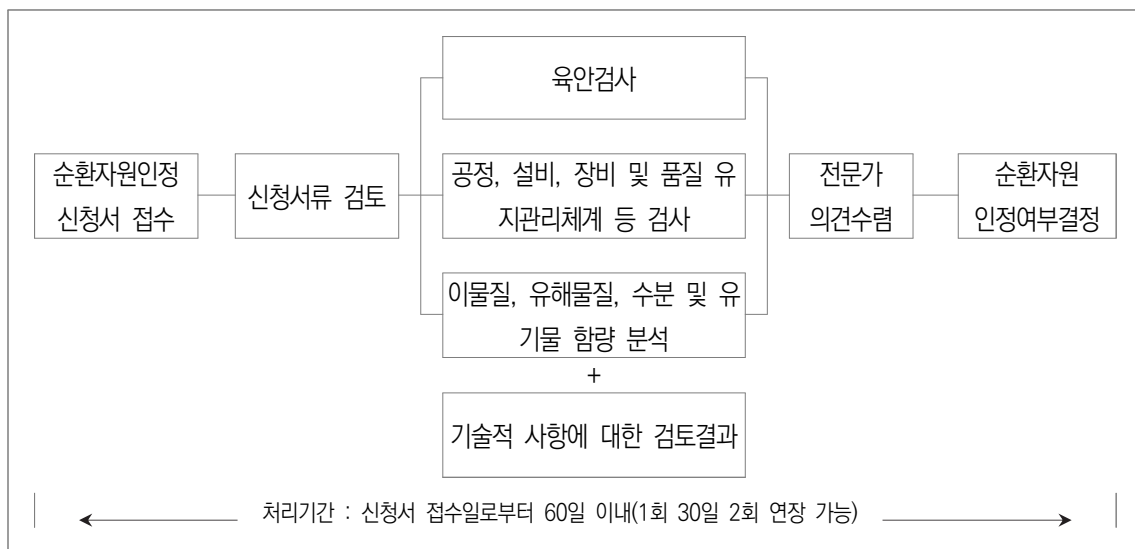 순환자원인정
신청서 접수
신청서류 검토
육안검사
공정, 설비, 장비 및 품질 유
지관리체계 등 검사
이물질, 유해물질, 수분 및 유
기물 함량 분석
+
기술적 사항에 대한 검토결과
전문가
의견수렴
순환자원
인정여부결정
처리기간 : 신청서 접수일로부터 60일 이내(1회 30일 2회 연장 가능)